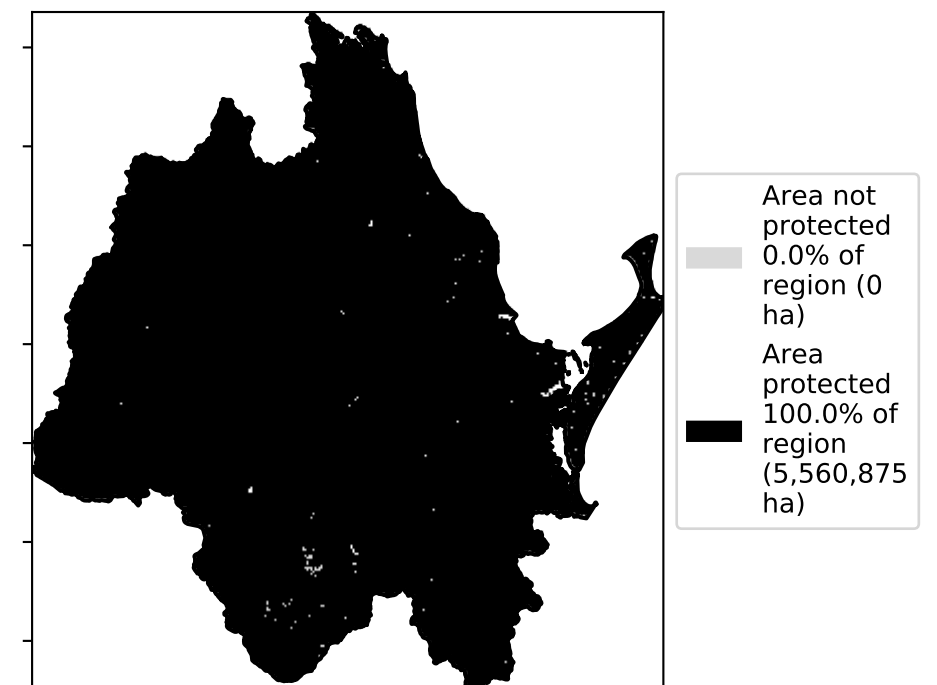 Area not
protected
0.0% of
region (0
ha)
Area
protected
100.0% of
region
(5,560,875
ha)